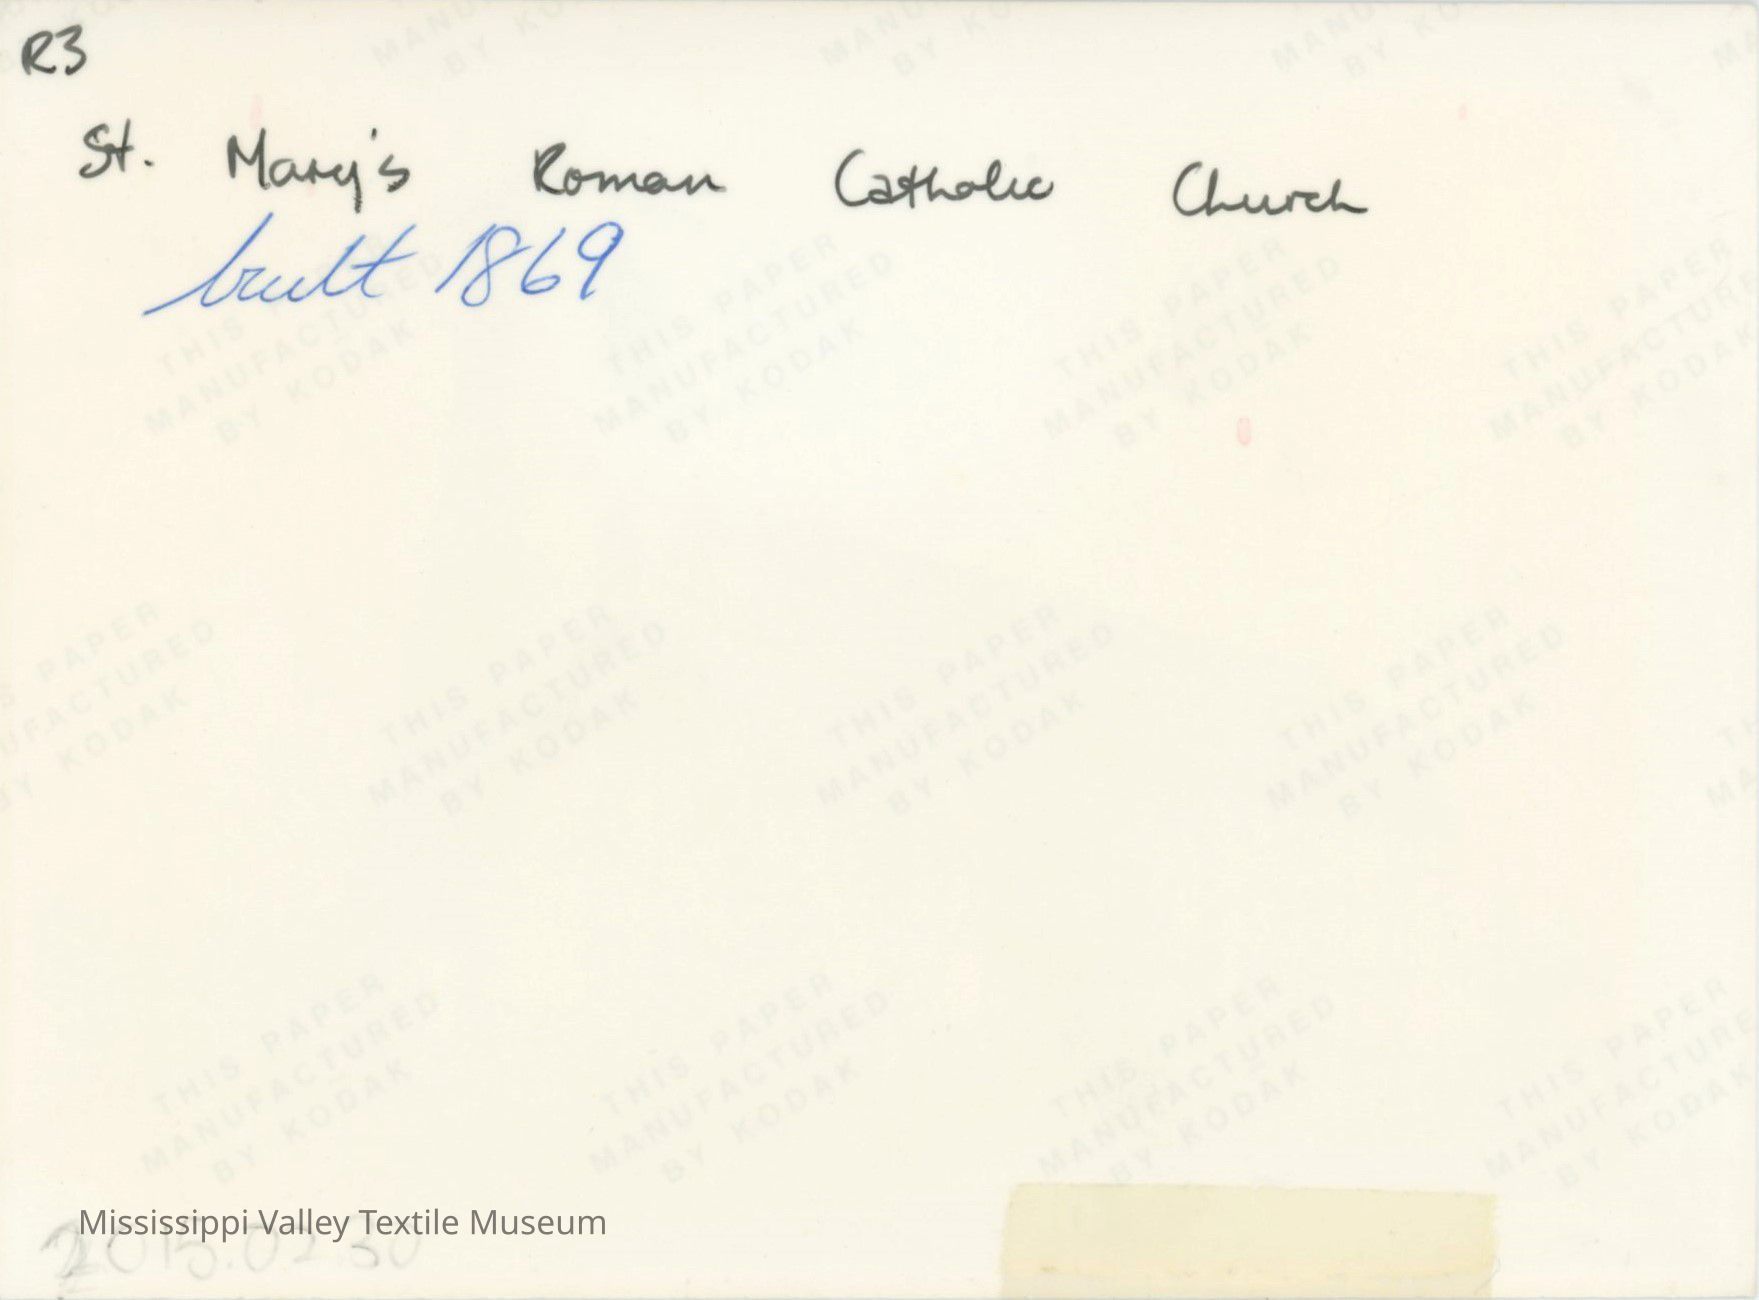 R3
St. Mary's Roman Catholic Church
built 1869
THIS PAPER
MANUFACTURED
BY KODAK
Mississippi Valley Textile Museum